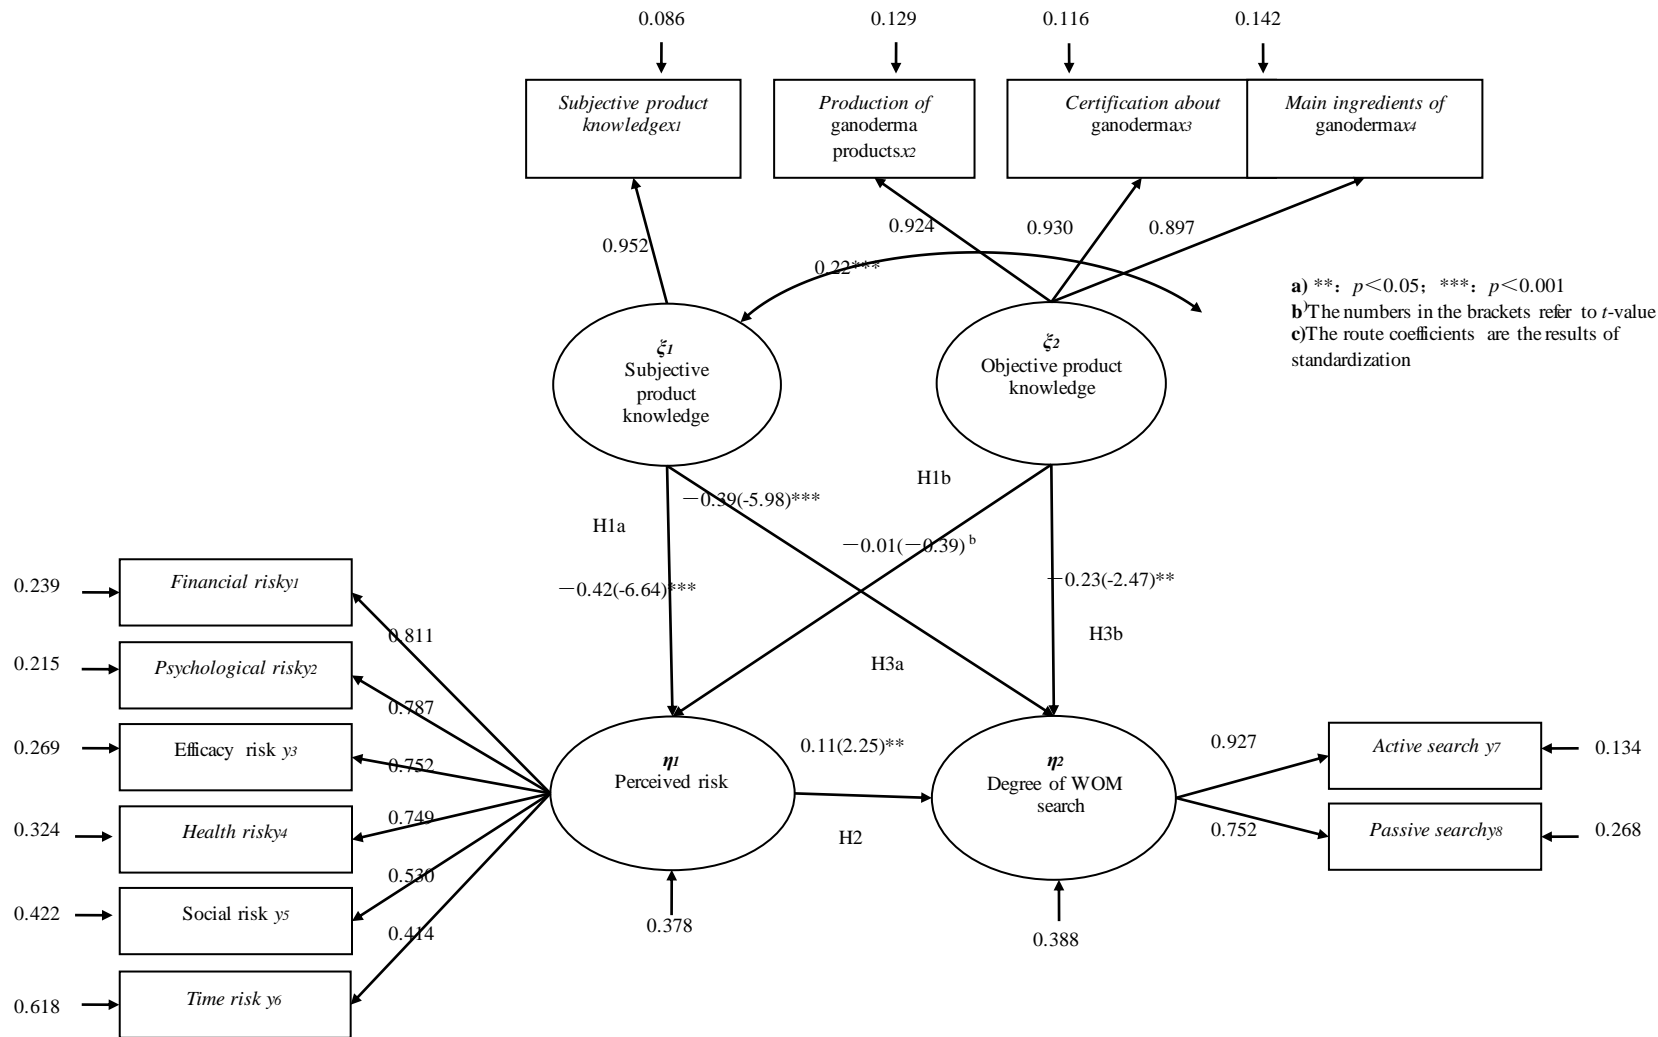 0.086
0.129
0.116
0.142
Subjective product
knowledgex1
Production of
ganoderma
productsx2
Certification about
ganodermax3
Main ingredients of
ganodermax4
0.952
0.924
0.930
0.897
0.22***
a) **: p＜0.05; ***: p＜0.001
b)The numbers in the brackets refer to t-value
c)The route coefficients are the results of
standardization
ξ1
Subjective
product
knowledge
ξ2
Objective product
knowledge
H1a
－0.39(-5.98)***
H1b
－0.01(－0.39) b
－0.42(-6.64)***
－0.23(-2.47)**
H3b
H3a
0.239
Financial risky1
0.811
0.215
Psychological risky2
0.787
0.269
Efficacy risk y3
0.752
0.324
Health risky4
0.749
0.422
Social risk y5
0.530
0.618
Time risk y6
0.414
η1
Perceived risk
0.11(2.25)**
H2
η2
Degree of WOM
search
0.378
0.388
0.927
Active search y7
0.134
0.752
Passive searchy8
0.268